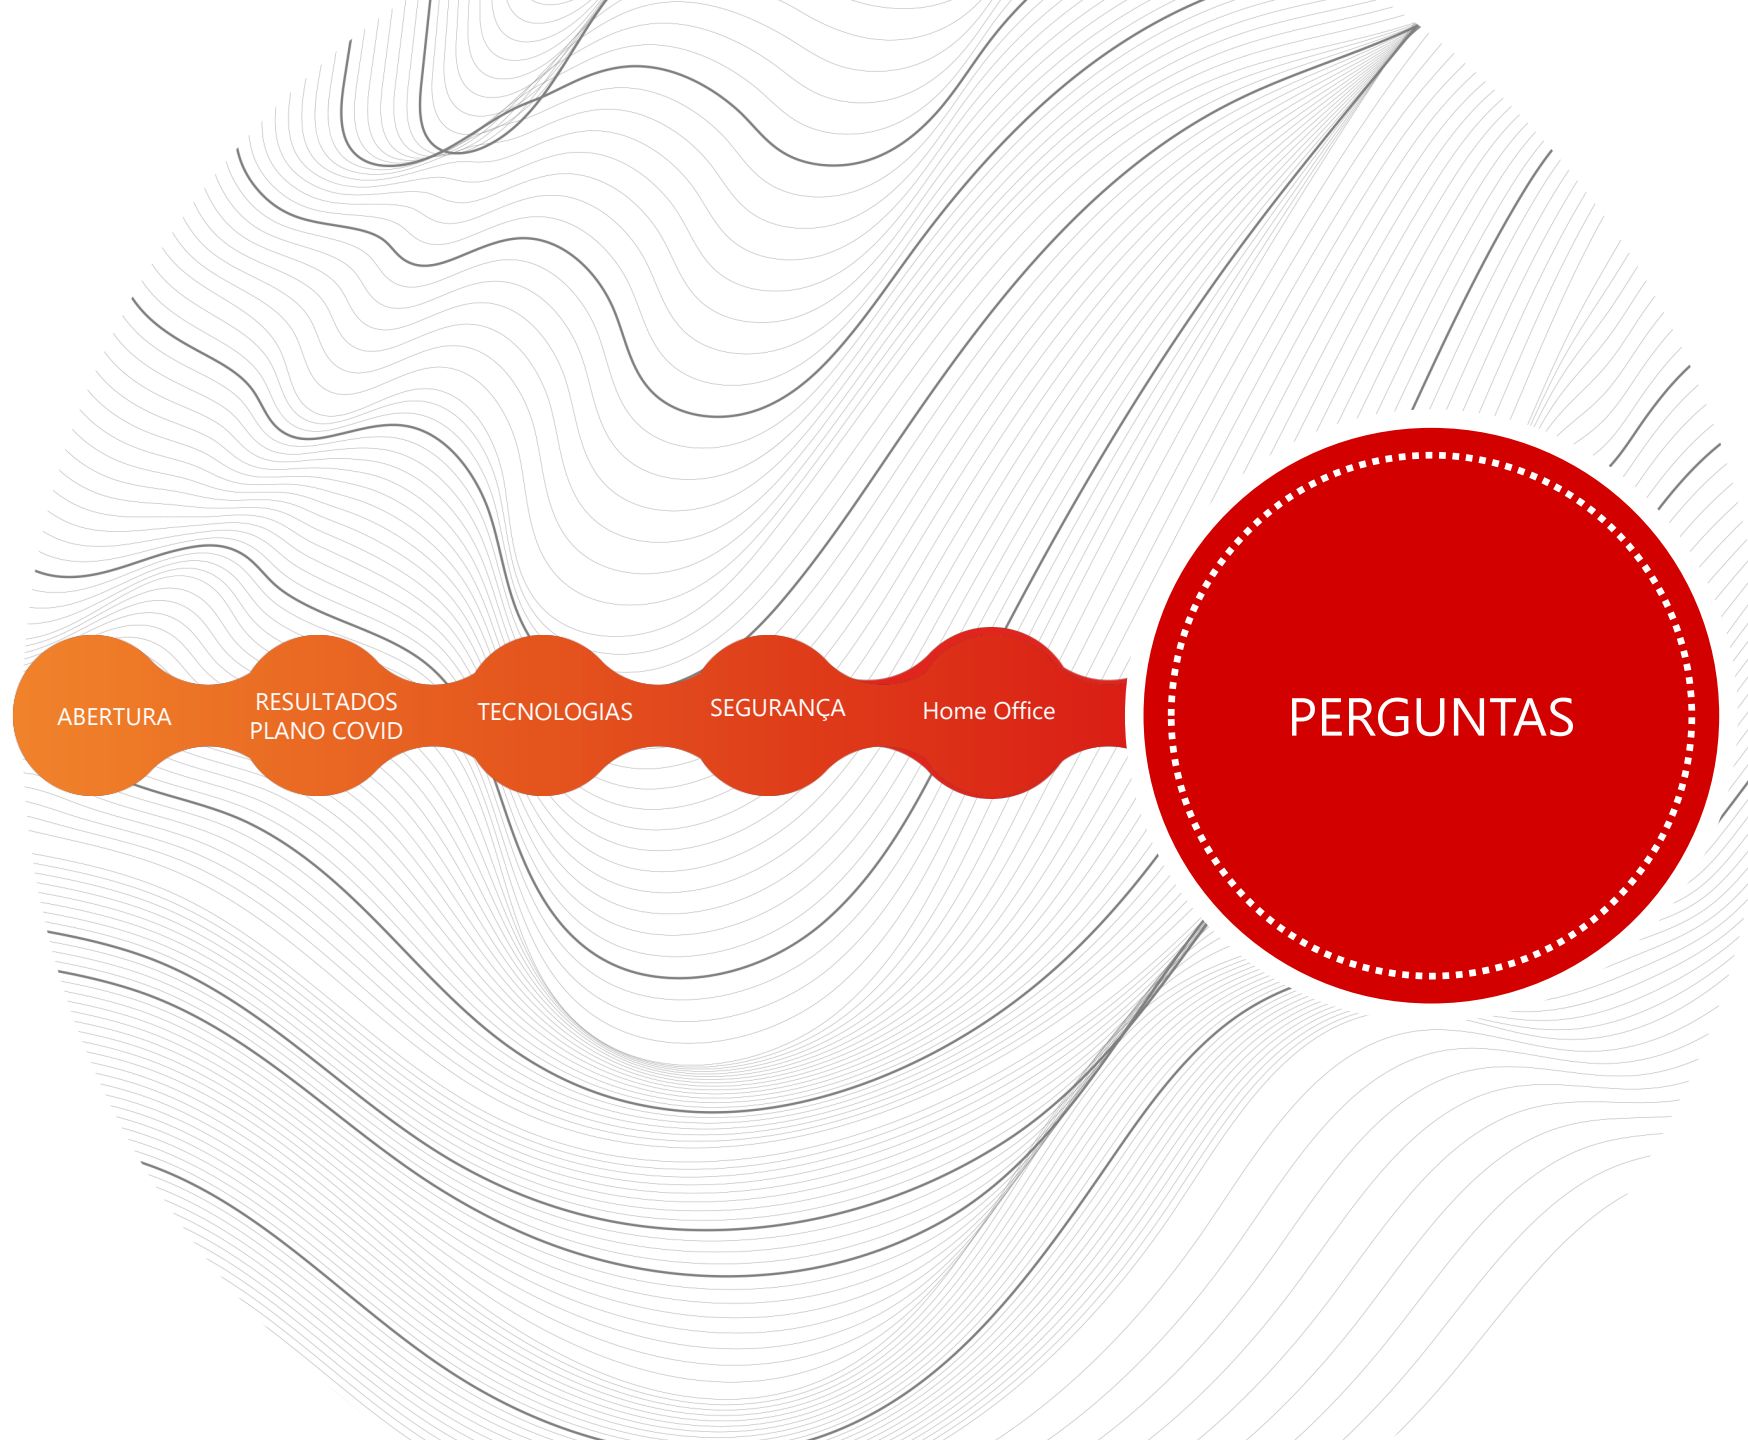 ABERTURA
RESULTADOS
PLANO COVID
TECNOLOGIAS
SEGURANÇA
Home Office
PERGUNTAS